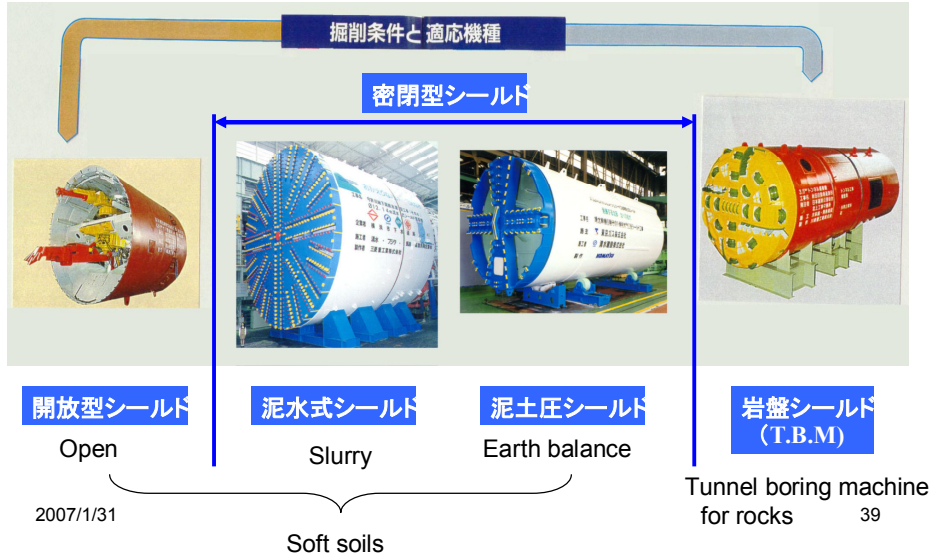 掘削条件と適応機種
密閉型シールド
開放型シールド
泥水式シールド
泥土圧シールド
岩盤シールド
（T.B.M)
Open
Slurry
Earth balance
Tunnel boring machine
for rocks
Soft soils
2007/1/31
39